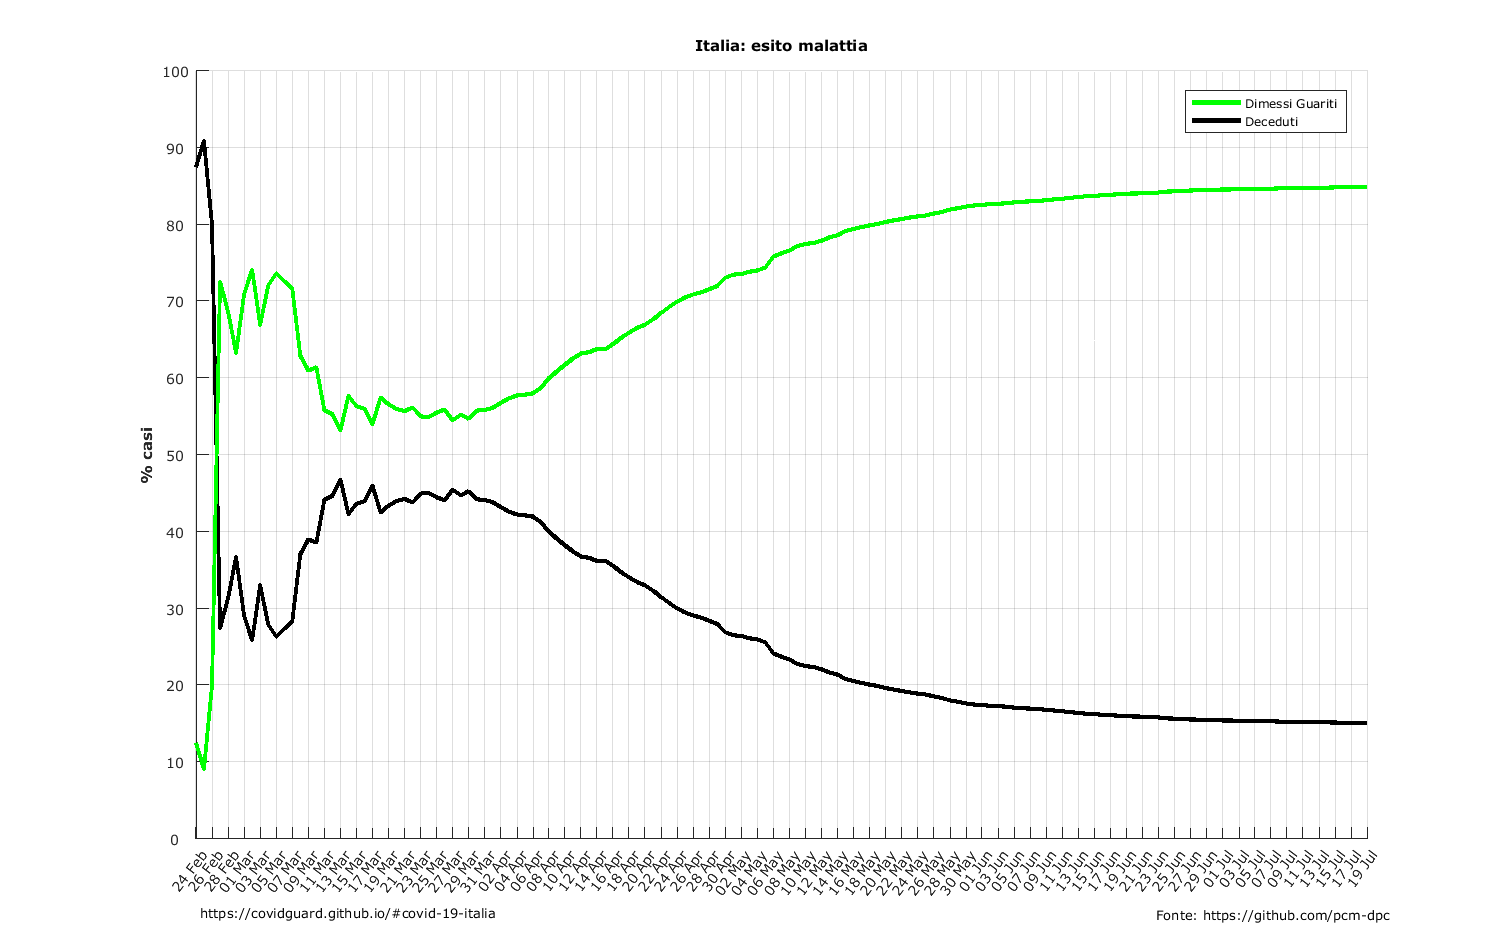 Italia: esito malattia
100
90
80
70
60
50
40
30
20
10
0
% casi
Dimessi Guariti
Deceduti
24 Feb
26 Feb
28 Feb
01 Mar
03 Mar
05 Mar
07 Mar
09 Mar
11 Mar
13 Mar
15 Mar
17 Mar
19 Mar
21 Mar
23 Mar
25 Mar
27 Mar
29 Mar
31 Mar
02 Apr
04 Apr
06 Apr
08 Apr
10 Apr
12 Apr
14 Apr
16 Apr
18 Apr
20 Apr
22 Apr
24 Apr
26 Apr
28 Apr
30 Apr
02 May
04 May
06 May
08 May
10 May
12 May
14 May
16 May
18 May
20 May
22 May
24 May
26 May
28 May
30 May
01 Jun
03 Jun
05 Jun
07 Jun
09 Jun
11 Jun
13 Jun
15 Jun
17 Jun
19 Jun
21 Jun
23 Jun
25 Jun
27 Jun
29 Jun
01 Jul
03 Jul
05 Jul
07 Jul
09 Jul
11 Jul
13 Jul
15 Jul
17 Jul
19 Jul
https://covidguard.github.io/#covid-19-italia
Fonte: https://github.com/pcm-dpc